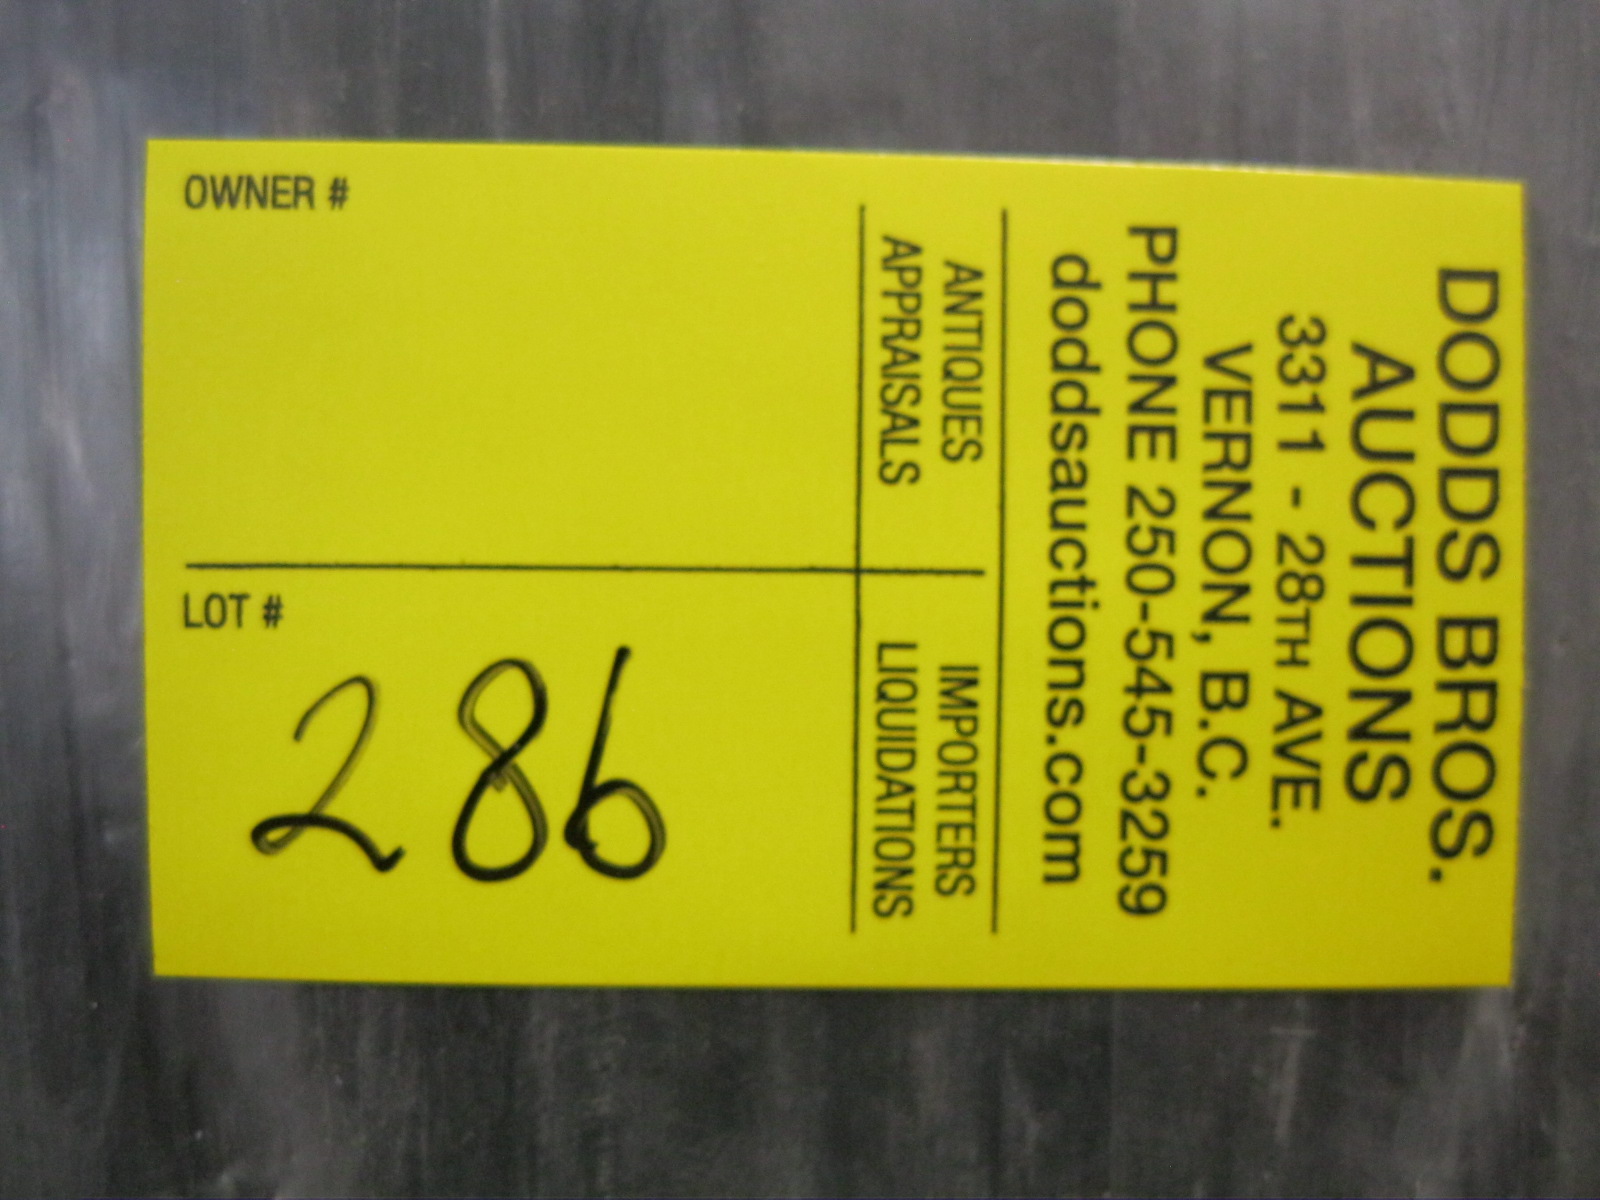 DODDS BROS.
AUCTIONS
3311 - 28TH AVE.
VERNON, B.C.
PHONE 250-545-3259
doddsauctions.com
ANTIQUES
APPRAISALS
IMPORTERS
LIQUIDATIONS
OWNER #
LOT #
286